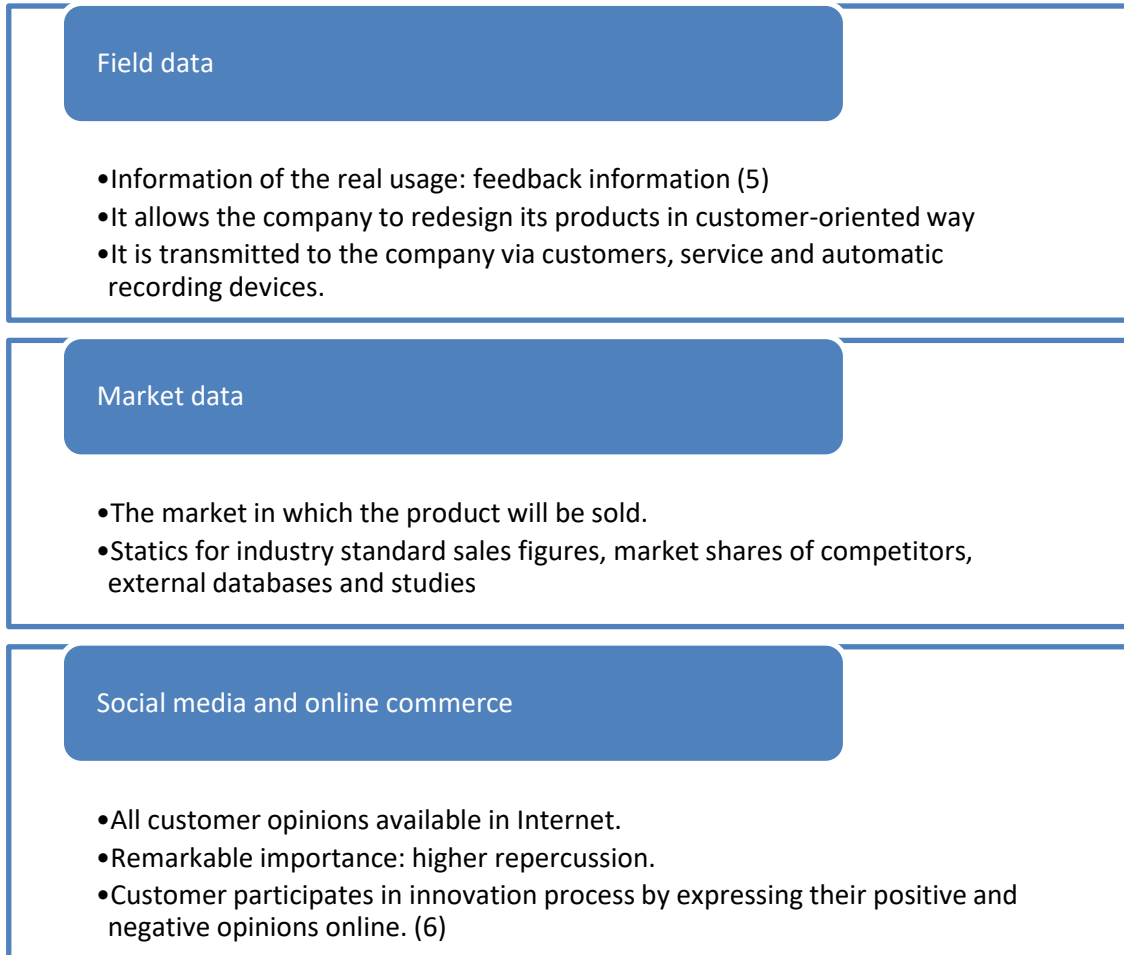 Field data
•Information of the real usage: feedback information (5)
•It allows the company to redesign its products in customer-oriented way
•It is transmitted to the company via customers, service and automatic
recording devices.
Market data
•The market in which the product will be sold.
•Statics for industry standard sales figures, market shares of competitors,
external databases and studies
Social media and online commerce
•All customer opinions available in Internet.
•Remarkable importance: higher repercussion.
•Customer participates in innovation process by expressing their positive and
negative opinions online. (6)